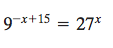 9^{-x+15} = 27^x